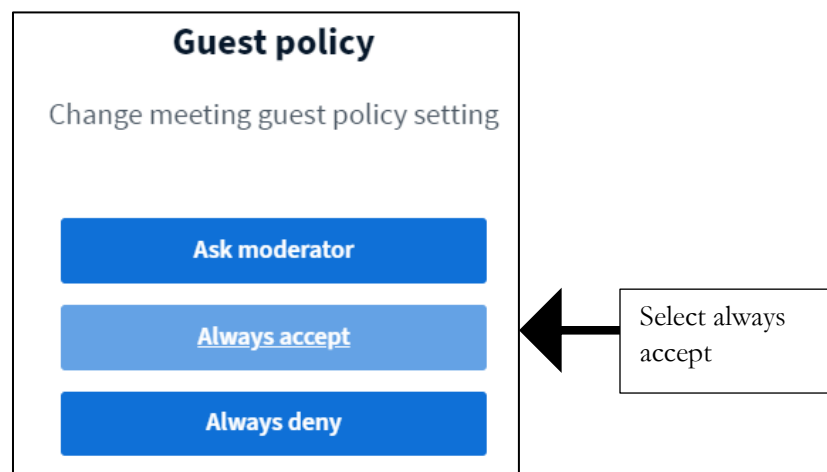 Guest policy
Change meeting guest policy setting
Ask moderator
Always accept
Select always
accept
Always deny